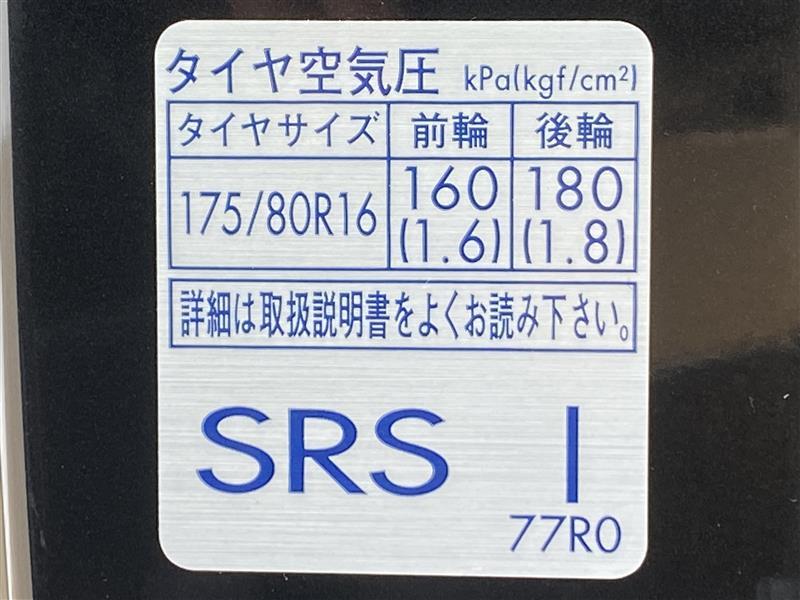 タイヤ空気圧 kPa(kgf/cm²)
タイヤサイズ 前輪 後輪
175/80R16 160 180
(1.6) (1.8)
詳細は取扱説明書をよくお読み下さい。
SRS I
77R0